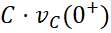 C · v_C(0⁺)